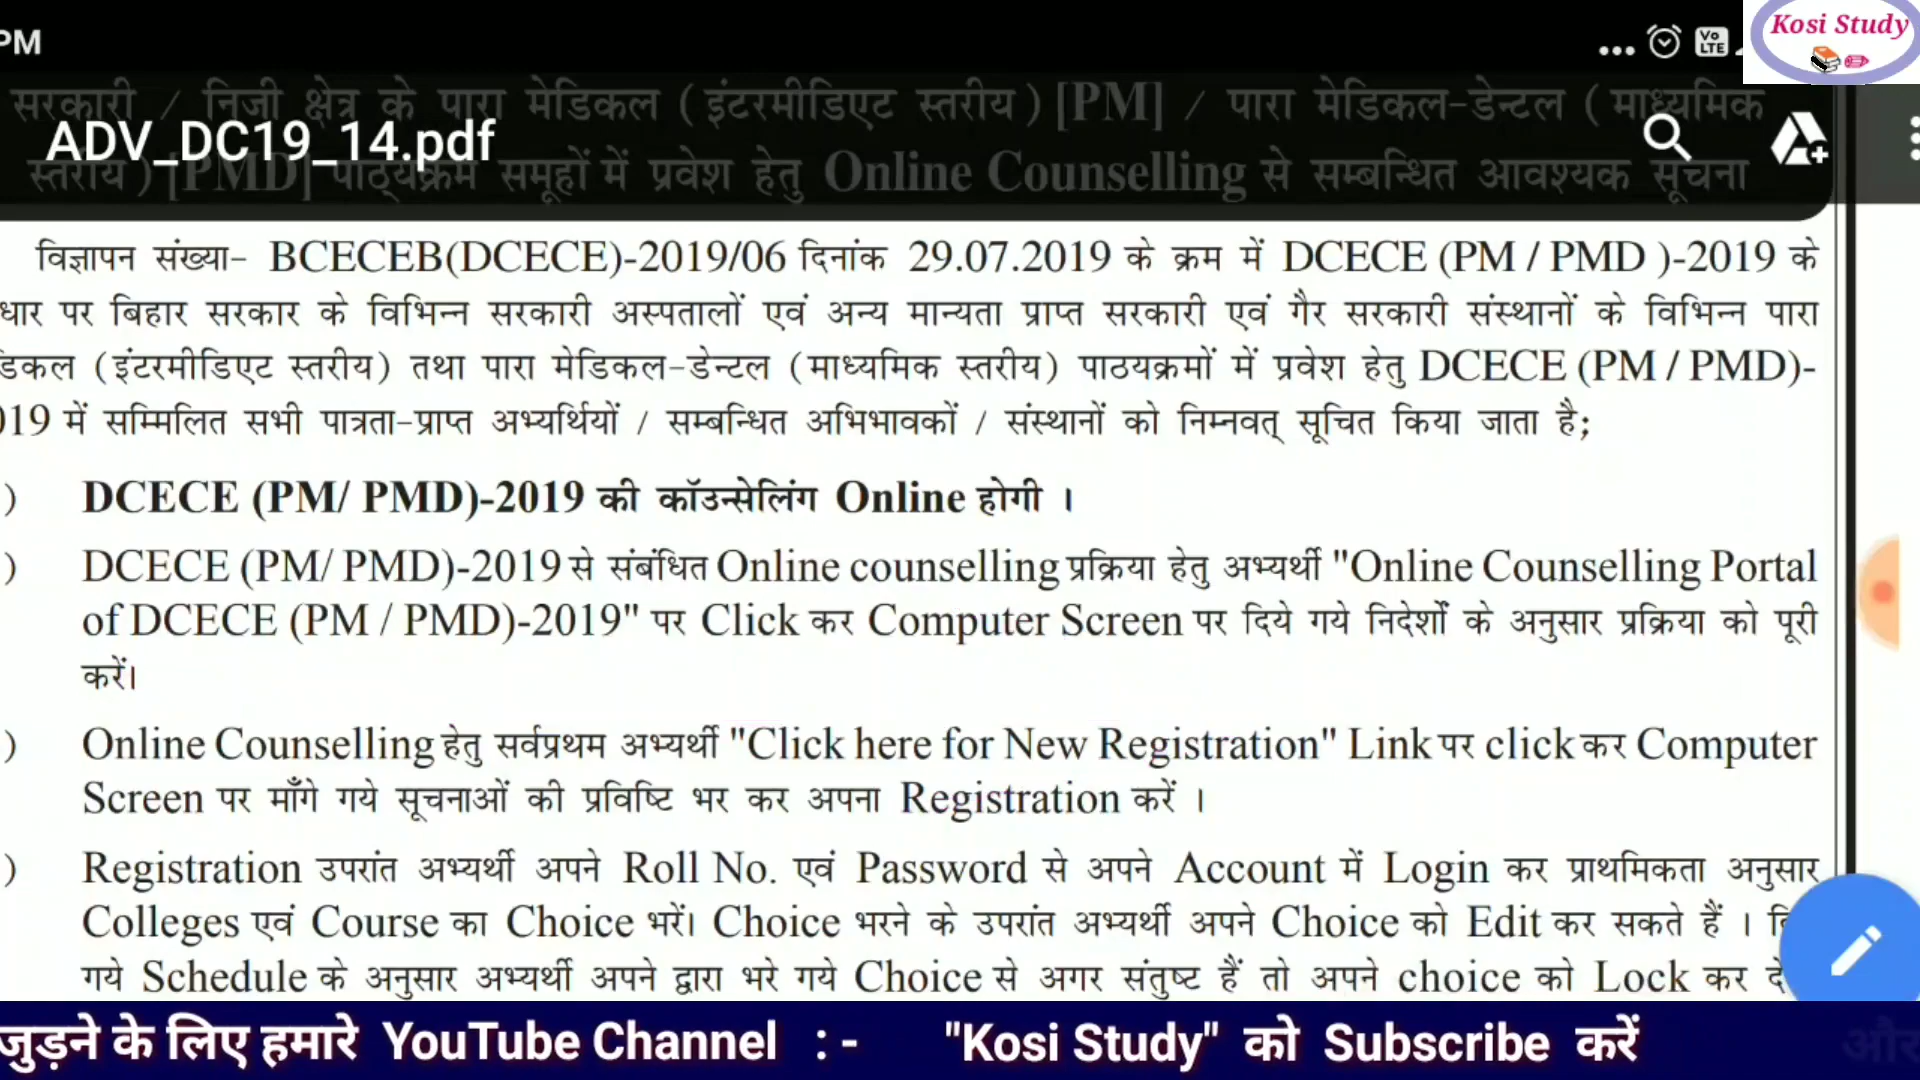 PM
VoLTE
Kosi Study
सरकारी / निजी क्षेत्र के पारा मेडिकल ( इंटरमीडिएट स्तरीय ) [PM] / पारा मेडिकल-डेन्टल ( माध्यमिक
ADV_DC19_14.pdf
स्तरीय ) [PMD] पाठ्यक्रम समूहों में प्रवेश हेतु Online Counselling से सम्बन्धित आवश्यक सूचना
विज्ञापन संख्या- BCECEB(DCECE)-2019/06 दिनांक 29.07.2019 के क्रम में DCECE (PM / PMD )-2019 के
धार पर बिहार सरकार के विभिन्न सरकारी अस्पतालों एवं अन्य मान्यता प्राप्त सरकारी एवं गैर सरकारी संस्थानों के विभिन्न पारा
डिकल (इंटरमीडिएट स्तरीय) तथा पारा मेडिकल-डेन्टल (माध्यमिक स्तरीय) पाठयक्रमों में प्रवेश हेतु DCECE (PM / PMD)-
019 में सम्मिलित सभी पात्रता-प्राप्त अभ्यर्थियों / सम्बन्धित अभिभावकों / संस्थानों को निम्नवत् सूचित किया जाता है;
) DCECE (PM/ PMD)-2019 की कॉउन्सेलिंग Online होगी ।
) DCECE (PM/ PMD)-2019 से संबंधित Online counselling प्रक्रिया हेतु अभ्यर्थी "Online Counselling Portal
of DCECE (PM / PMD)-2019" पर Click कर Computer Screen पर दिये गये निदेर्शों के अनुसार प्रक्रिया को पूरी
करें।
) Online Counselling हेतु सर्वप्रथम अभ्यर्थी "Click here for New Registration" Link पर click कर Computer
Screen पर माँगे गये सूचनाओं की प्रविष्टि भर कर अपना Registration करें ।
) Registration उपरांत अभ्यर्थी अपने Roll No. एवं Password से अपने Account में Login कर प्राथमिकता अनुसार
Colleges एवं Course का Choice भरें। Choice भरने के उपरांत अभ्यर्थी अपने Choice को Edit कर सकते हैं ।
गये Schedule के अनुसार अभ्यर्थी अपने द्वारा भरे गये Choice से अगर संतुष्ट हैं तो अपने choice को Lock कर दे
जुड़ने के लिए हमारे YouTube Channel : - "Kosi Study" को Subscribe करें और